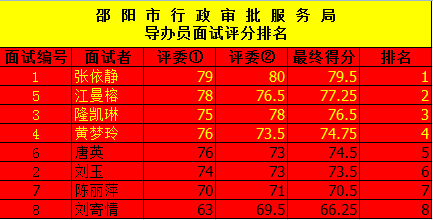 邵阳市行政审批服务局
导办员面试评分排名
面试编号 面试者 评委① 评委② 最终得分 排名
1 张依静 79 80 79.5 1
5 江曼榕 78 76.5 77.25 2
3 隆凯琳 75 78 76.5 3
4 黄梦玲 76 73.5 74.75 4
6 唐英 76 73 74.5 5
2 刘玉 74 73 73.5 6
7 陈丽萍 70 71 70.5 7
8 刘寄情 63 69.5 66.25 8